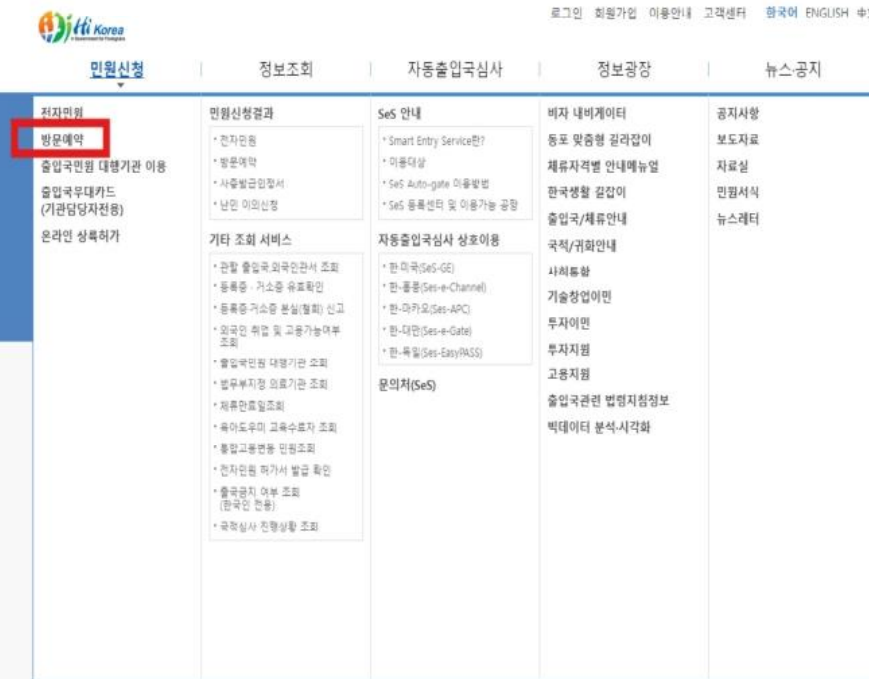 로그인 회원가입 이용안내 고객센터 한국어 ENGLISH 中文
Hi Korea
e-Government for Foreigners
민원신청 정보조회 자동출입국심사 정보광장 뉴스·공지
전자민원
방문예약
출입국민원 대행기관 이용
출입국우대카드
(기관담당자전용)
온라인 상륙허가
민원신청결과
* 전자민원
* 방문예약
* 사증발급인정서
* 난민 이의신청
기타 조회 서비스
* 관할 출입국.외국인관서 조회
* 등록증·거소증 유효확인
* 등록증·거소증 분실(철회) 신고
* 외국인 취업 및 고용가능여부
조회
* 출입국민원 대행기관 조회
* 법무부지정 의료기관 조회
* 체류만료일조회
* 육아도우미 교육수료자 조회
* 통합고용변동 민원조회
* 전자민원 허가서 발급 확인
* 출국금지 여부 조회
(한국인 전용)
* 국적심사 진행상황 조회
SeS 안내
* Smart Entry Service란?
* 이용대상
* SeS Auto-gate 이용방법
* SeS 등록센터 및 이용가능 공항
자동출입국심사 상호이용
* 한-미국(SeS-GE)
* 한-홍콩(Ses-e-Channel)
* 한-마카오(Ses-APC)
* 한-대만(Ses-e-Gate)
* 한-독일(Ses-EasyPASS)
문의처(SeS)
비자 내비게이터
동포 맞춤형 길라잡이
체류자격별 안내메뉴얼
한국생활 길잡이
출입국/체류안내
국적/귀화안내
사회통합
기술창업이민
투자이민
투자지원
고용지원
출입국관련 법령지침정보
빅데이터 분석·시각화
공지사항
보도자료
자료실
민원서식
뉴스레터